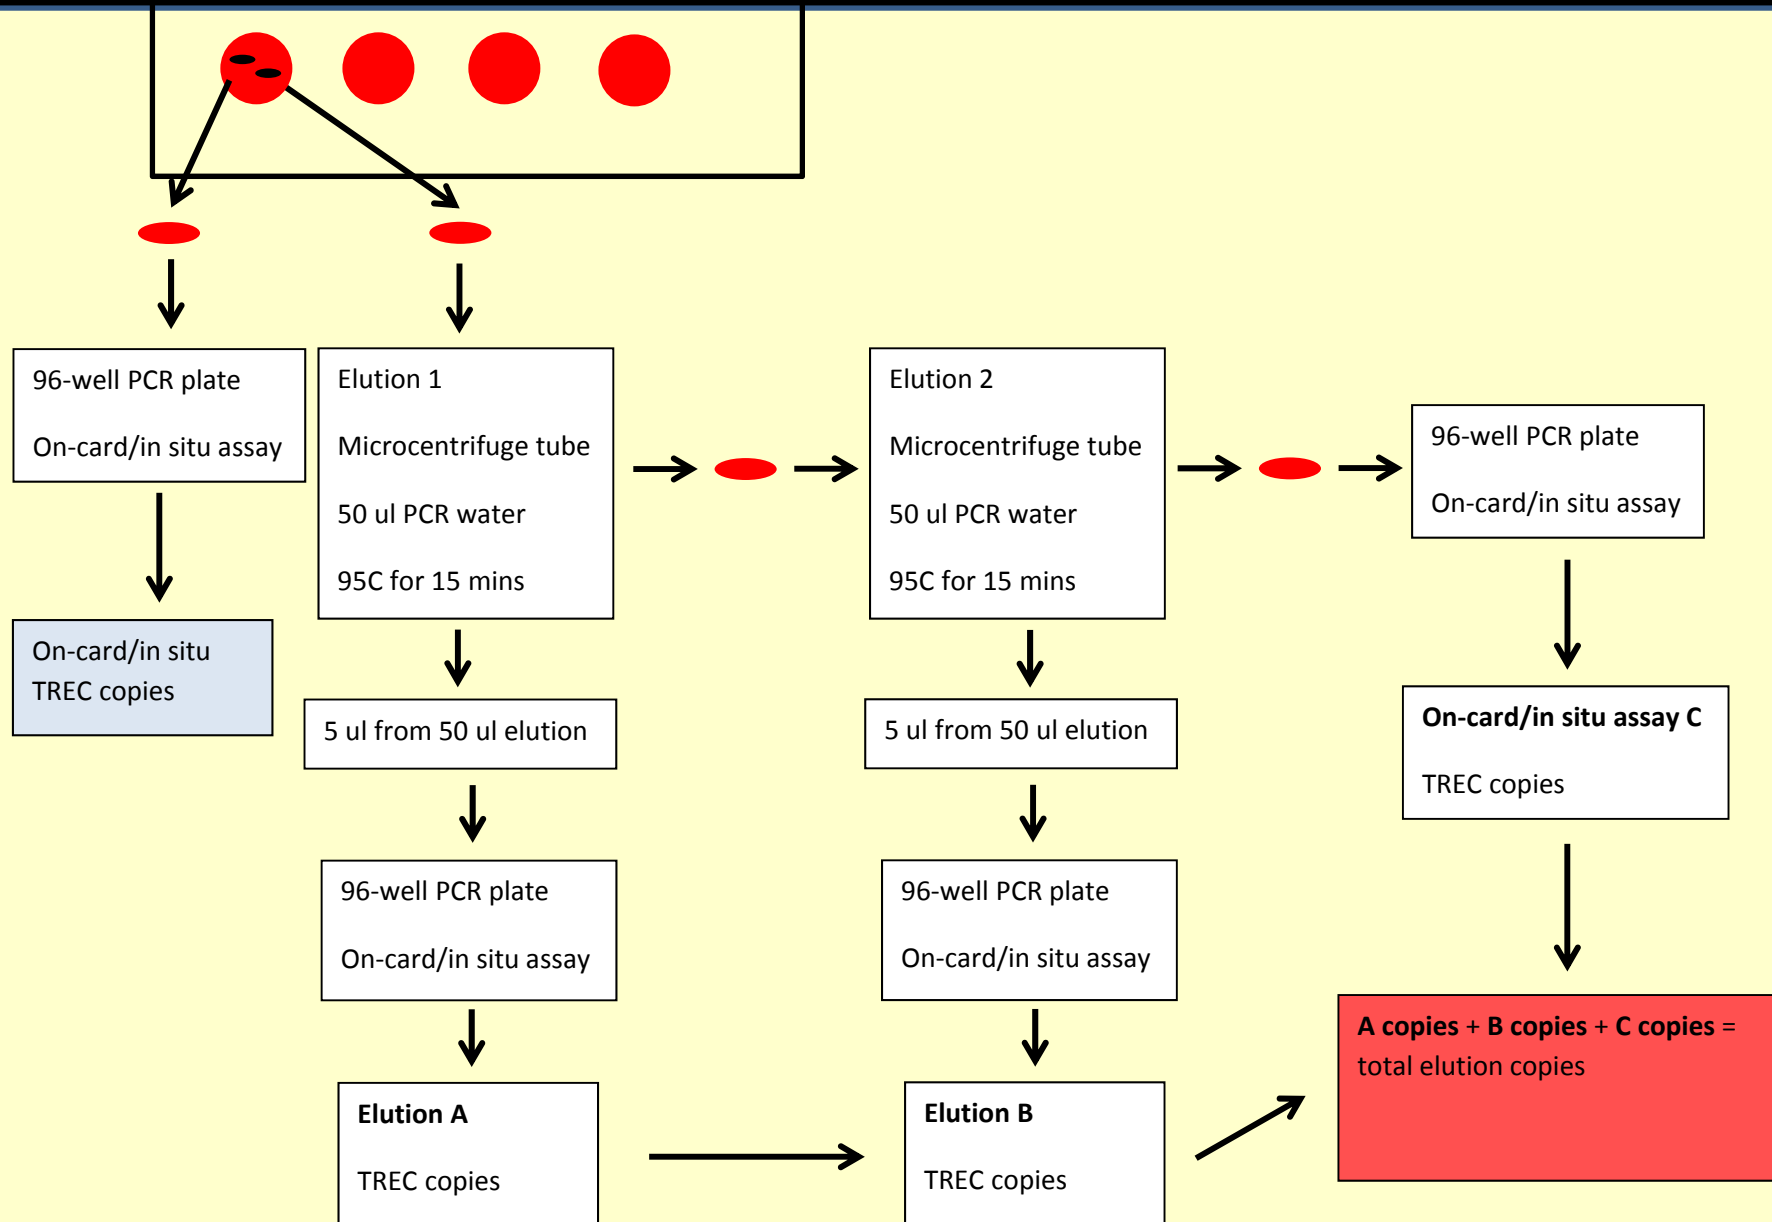 96-well PCR plate
On-card/in situ assay
On-card/in situ
TREC copies
Elution 1
Microcentrifuge tube
50 ul PCR water
95C for 15 mins
5 ul from 50 ul elution
96-well PCR plate
On-card/in situ assay
Elution A
TREC copies
Elution 2
Microcentrifuge tube
50 ul PCR water
95C for 15 mins
5 ul from 50 ul elution
96-well PCR plate
On-card/in situ assay
Elution B
TREC copies
96-well PCR plate
On-card/in situ assay
On-card/in situ assay C
TREC copies
A copies + B copies + C copies =
total elution copies